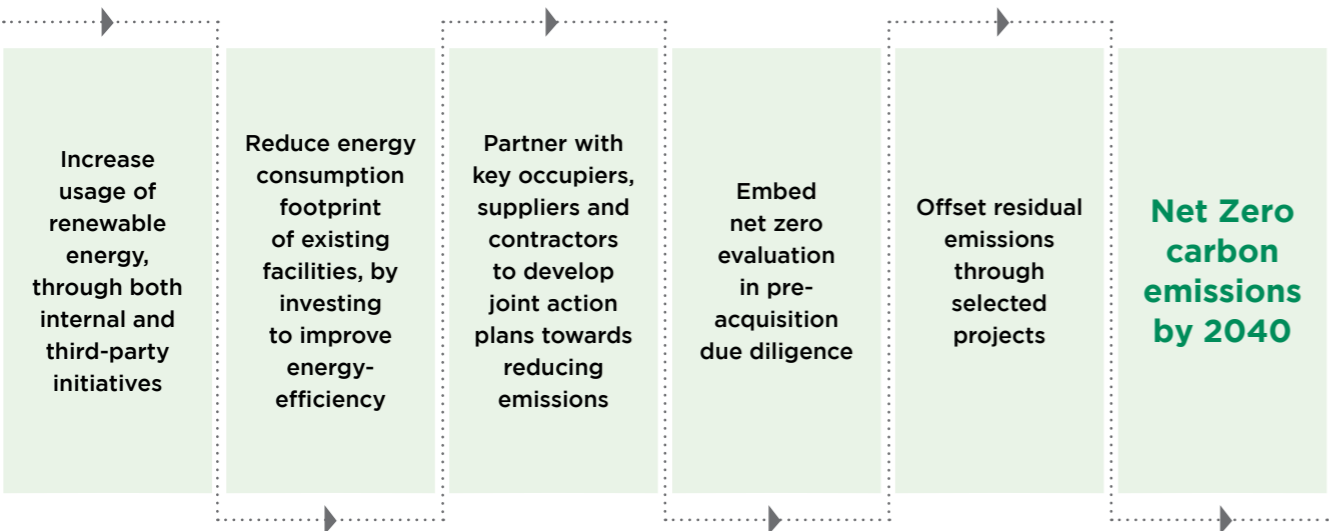 Increase
usage of
renewable
energy,
through both
internal and
third-party
initiatives
Reduce energy
consumption
footprint
of existing
facilities, by
investing
to improve
energy-
efficiency
Partner with
key occupiers,
suppliers and
contractors
to develop
joint action
plans towards
reducing
emissions
Embed
net zero
evaluation
in pre-
acquisition
due diligence
Offset residual
emissions
through
selected
projects
Net Zero
carbon
emissions
by 2040